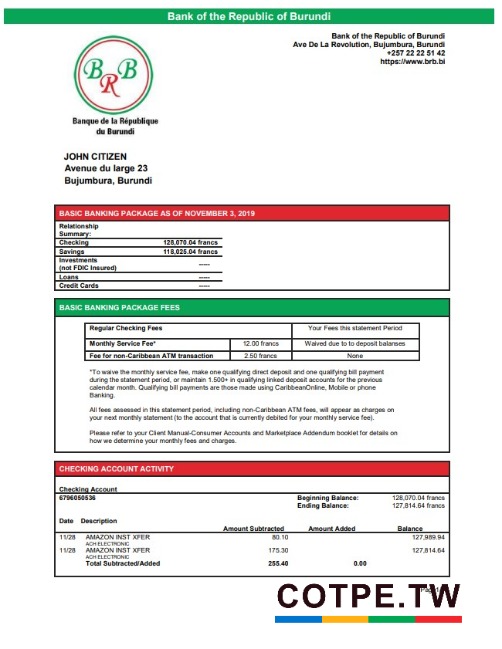 Bank of the Republic of Burundi
Bank of the Republic of Burundi
Ave De La Revolution, Bujumbura, Burundi
+257 22 22 51 42
https://www.brb.bi
BRB
Banque de la République
du Burundi
JOHN CITIZEN
Avenue du large 23
Bujumbura, Burundi
BASIC BANKING PACKAGE AS OF NOVEMBER 3, 2019
Relationship
Summary:
Checking 128,070.04 francs
Savings 118,025.04 francs
Investments
(not FDIC Insured) -----
Loans -----
Credit Cards -----
BASIC BANKING PACKAGE FEES
Regular Checking Fees Your Fees this statement Period
Monthly Service Fee* 12.00 francs Waived due to to deposit balanses
Fee for non-Caribbean ATM transaction 2.50 francs None
*To waive the monthly service fee, make one qualifying direct deposit and one qualifying bill payment
during the statement period, or maintain 1.500+ in qualifying linked deposit accounts for the previous
calendar month. Qualifying bill payments are those made using CaribbeanOnline, Mobile or phone
Banking.
All fees assessed in this statement period, including non-Caribbean ATM fees, will appear as charges on
your next monthly statement (to the account that is currently debited for your monthly service fee).
Please refer to your Client Manual-Consumer Accounts and Marketplace Addendum booklet for details on
how we determine your monthly fees and charges.
CHECKING ACCOUNT ACTIVITY
Checking Account
6796050536 Beginning Balance: 128,070.04 francs
Ending Balance: 127,814.64 francs
Date Description Amount Subtracted Amount Added Balance
11/28 AMAZON INST XFER 80.10 127,989.94
ACH ELECTRONIC
11/28 AMAZON INST XFER 175.30 127,814.64
ACH ELECTRONIC
Total Subtracted/Added 255.40 0.00
COTPE.TW